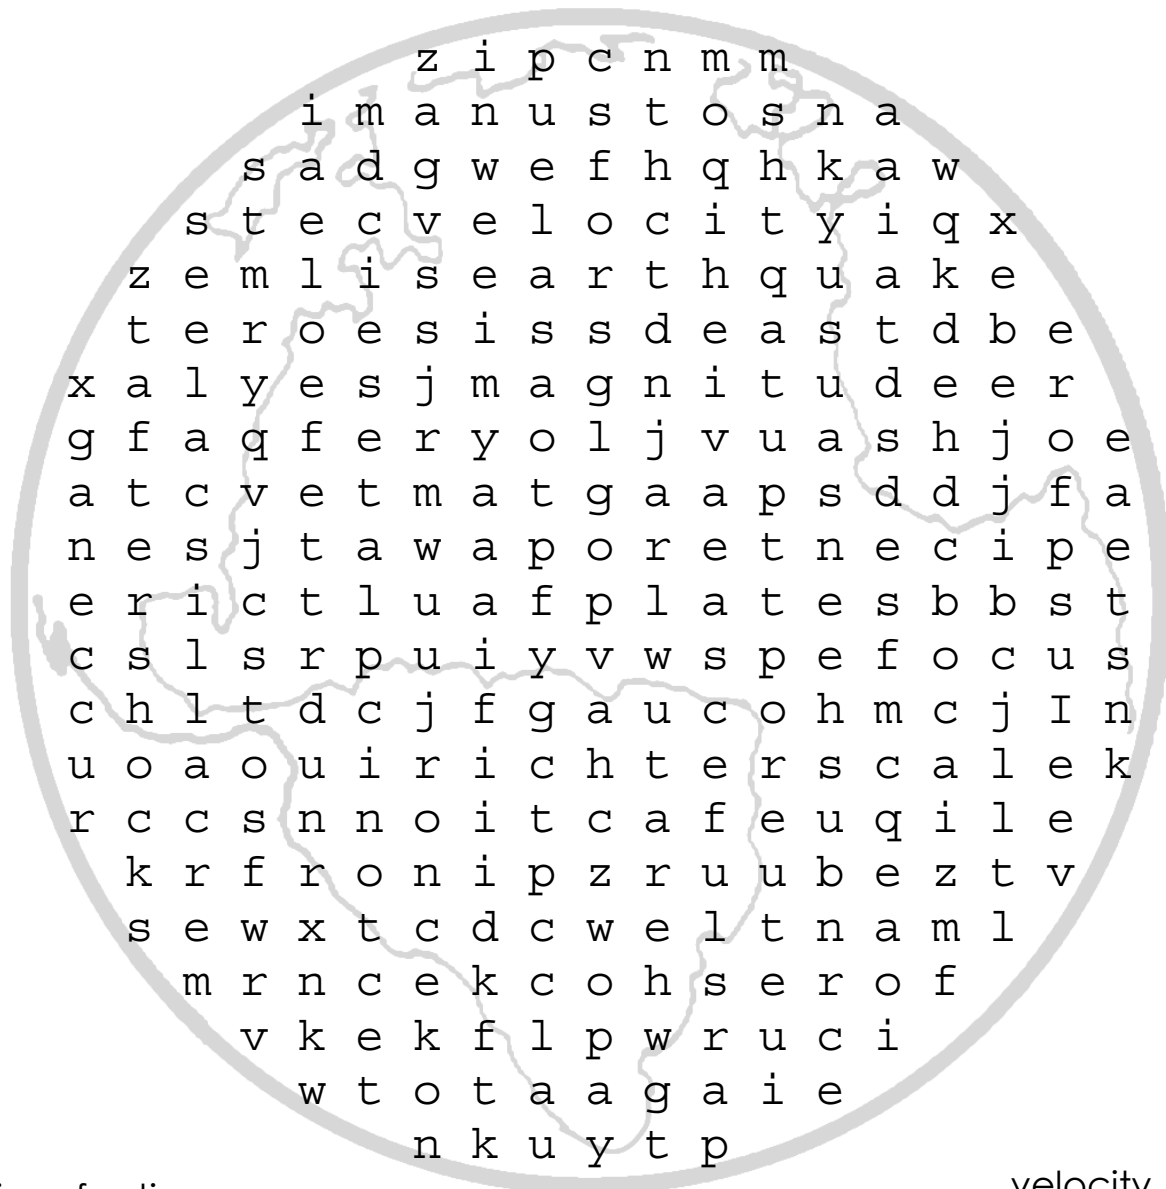 z i p c n m m
i m a n u s t o s n a
s a d g w e f h q h k a w
s t e c v e l o c i t y i q x
z e m l i s e a r t h q u a k e
t e r o e s i s s d e a s t d b e
x a l y e s j m a g n i t u d e e r
g f a q f e r y o l j v u a s h j o e
a t c v e t m a t g a a p s d d j f a
n e s j t a w a p o r e t n e c i p e
e r i c t l u a f p l a t e s b b s t
c s l s r p u i y v w s p e f o c u s
c h l t d c j f g a u c o h m c j I n
u o a o u i r i c h t e r s c a l e k
r c c s n n o i t c a f e u q i l e
k r f r o n i p z r u u b e z t v
s e w x t c d c w e l t n a m l
m r n c e k c o h s e r o f
v k e k f l p w r u c i
w t o t a a g a i e
n k u y t p
velocity